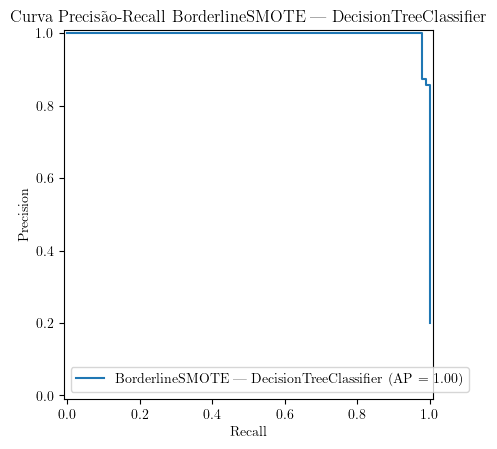 Curva Precisão-Recall BorderlineSMOTE — DecisionTreeClassifier
1.0
0.8
0.6
0.4
0.2
0.0
Precision
BorderlineSMOTE — DecisionTreeClassifier (AP = 1.00)
0.0 0.2 0.4 0.6 0.8 1.0
Recall